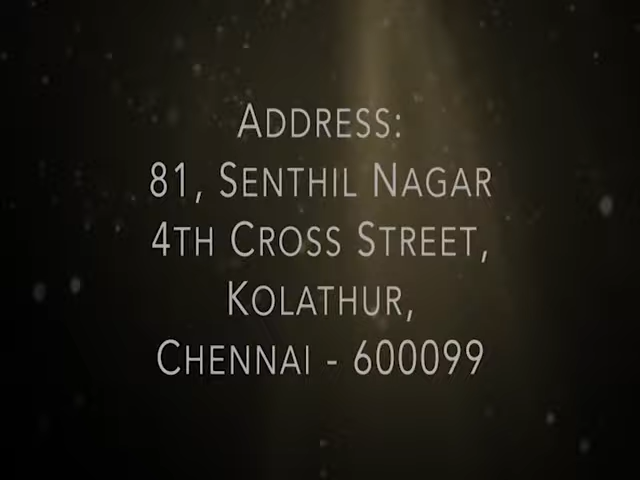 ADDRESS:
81, SENTHIL NAGAR
4TH CROSS STREET,
KOLATHUR,
CHENNAI - 600099